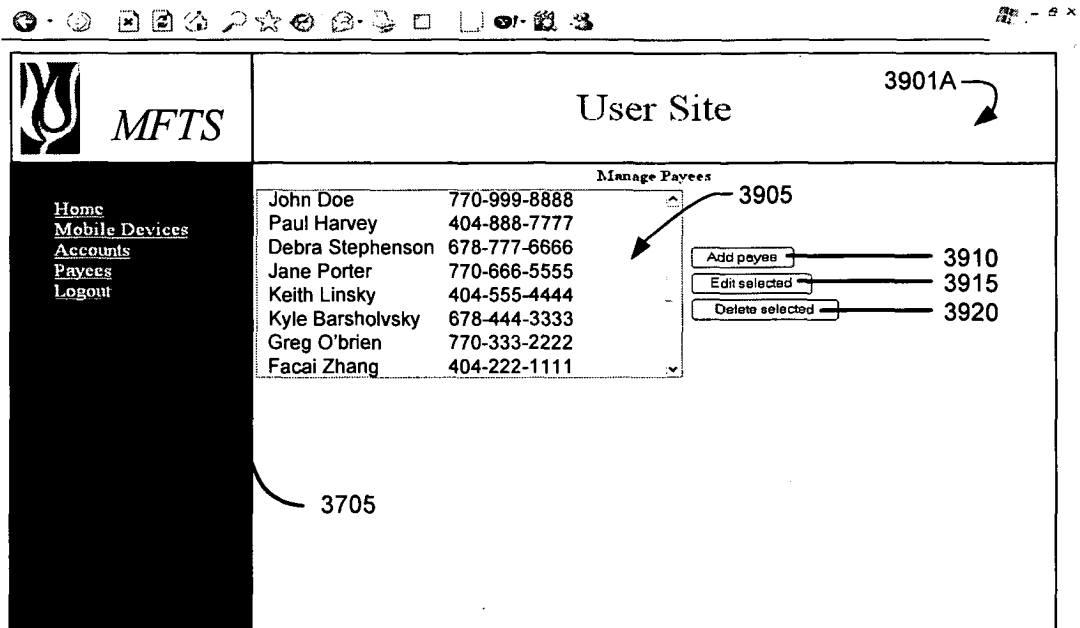 3901A
MFTS
User Site
Manage Payees
Home
Mobile Devices
Accounts
Payees
Logout
John Doe 770-999-8888
Paul Harvey 404-888-7777
Debra Stephenson 678-777-6666
Jane Porter 770-666-5555
Keith Linsky 404-555-4444
Kyle Barsholvsky 678-444-3333
Greg O'brien 770-333-2222
Facai Zhang 404-222-1111
3905
Add payee 3910
Edit selected 3915
Delete selected 3920
3705